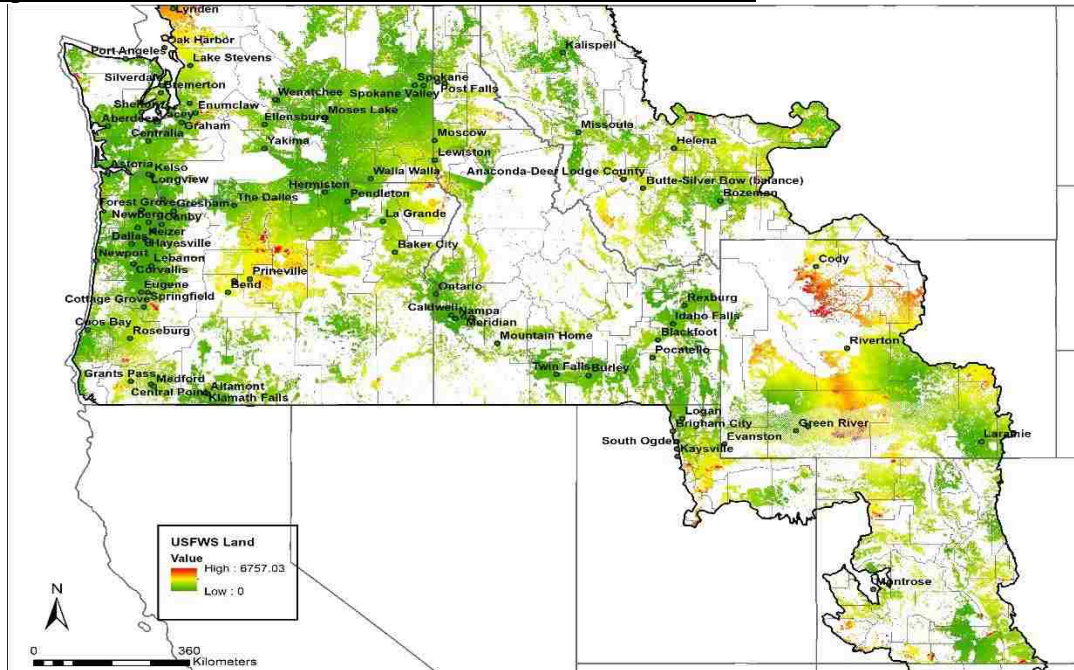 Lynden
Oak Harbor
Port Angeles
Lake Stevens
Kalispell
Silverdale
Bremerton
Spokane
Spokane Valley
Post Falls
Wenatchee
Shelton
Enumclaw
Moses Lake
Aberdeen
Lacey
Graham
Ellensburg
Centralia
Missoula
Moscow
Helena
Yakima
Lewiston
Astoria
Kelso
Longview
Walla Walla
Anaconda-Deer Lodge County
Butte-Silver Bow (balance)
Hermiston
Pendleton
Bozeman
Forest Grove
Gresham
The Dalles
Newberg
Canby
La Grande
Dallas
Keizer
Hayesville
Baker City
Newport
Lebanon
Corvallis
Cody
Prineville
Eugene
Bend
Springfield
Cottage Grove
Ontario
Rexburg
Caldwell
Nampa
Meridian
Idaho Falls
Coos Bay
Roseburg
Blackfoot
Mountain Home
Riverton
Pocatello
Grants Pass
Medford
Twin Falls
Burley
Central Point
Altamont
Klamath Falls
Logan
Brigham City
Green River
South Ogden
Evanston
Laramie
Kaysville
USFWS Land
Value
High : 6757.03
Low : 0
Montrose
N
0 360
Kilometers